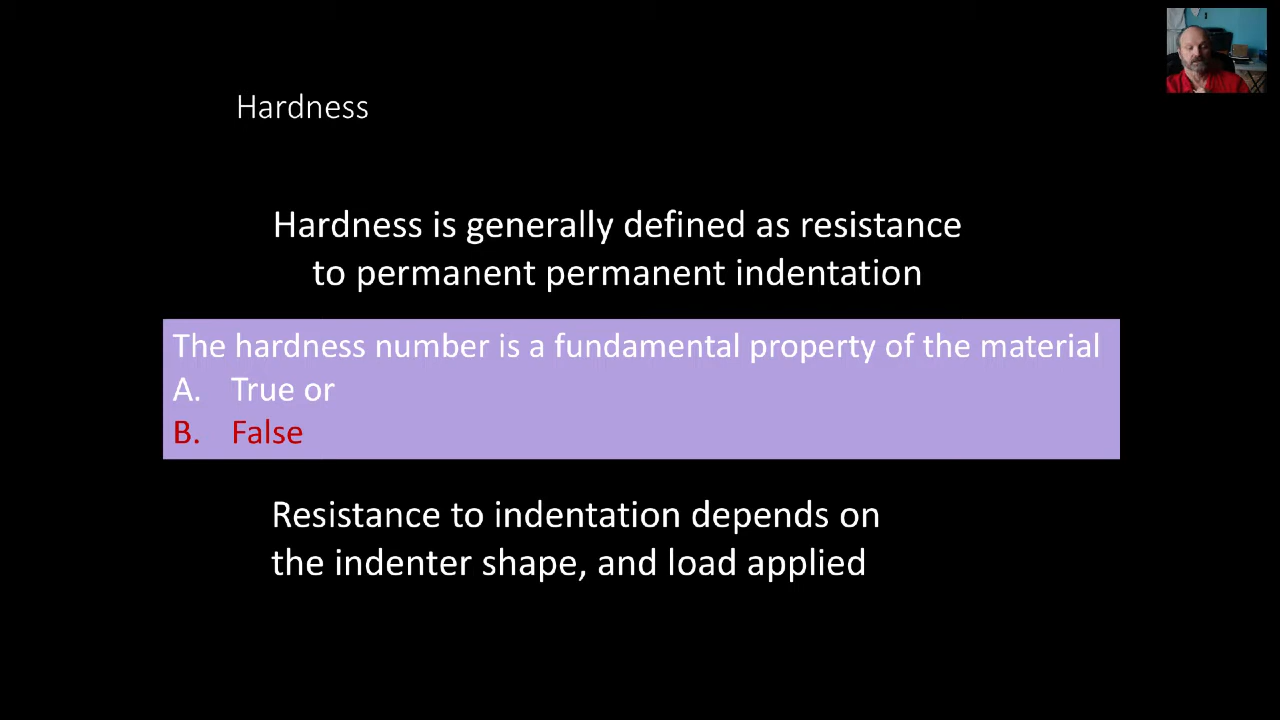 Hardness
Hardness is generally defined as resistance
to permanent permanent indentation
The hardness number is a fundamental property of the material
A. True or
B. False
Resistance to indentation depends on
the indenter shape, and load applied